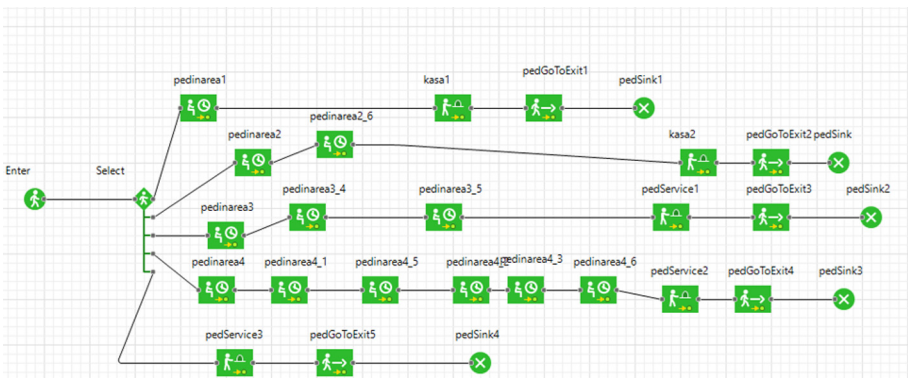 pedinarea1
kasa1
pedGoToExit1
pedSink1
pedinarea2_6
pedinarea2
kasa2
pedGoToExit2
pedSink
Enter
Select
pedinarea3_4
pedinarea3_5
pedService1
pedGoToExit3
pedSink2
pedinarea3
pedinarea4
pedinarea4_1
pedinarea4_5
pedinarea4_3
pedinarea4_6
pedService2
pedGoToExit4
pedSink3
pedService3
pedGoToExit5
pedSink4